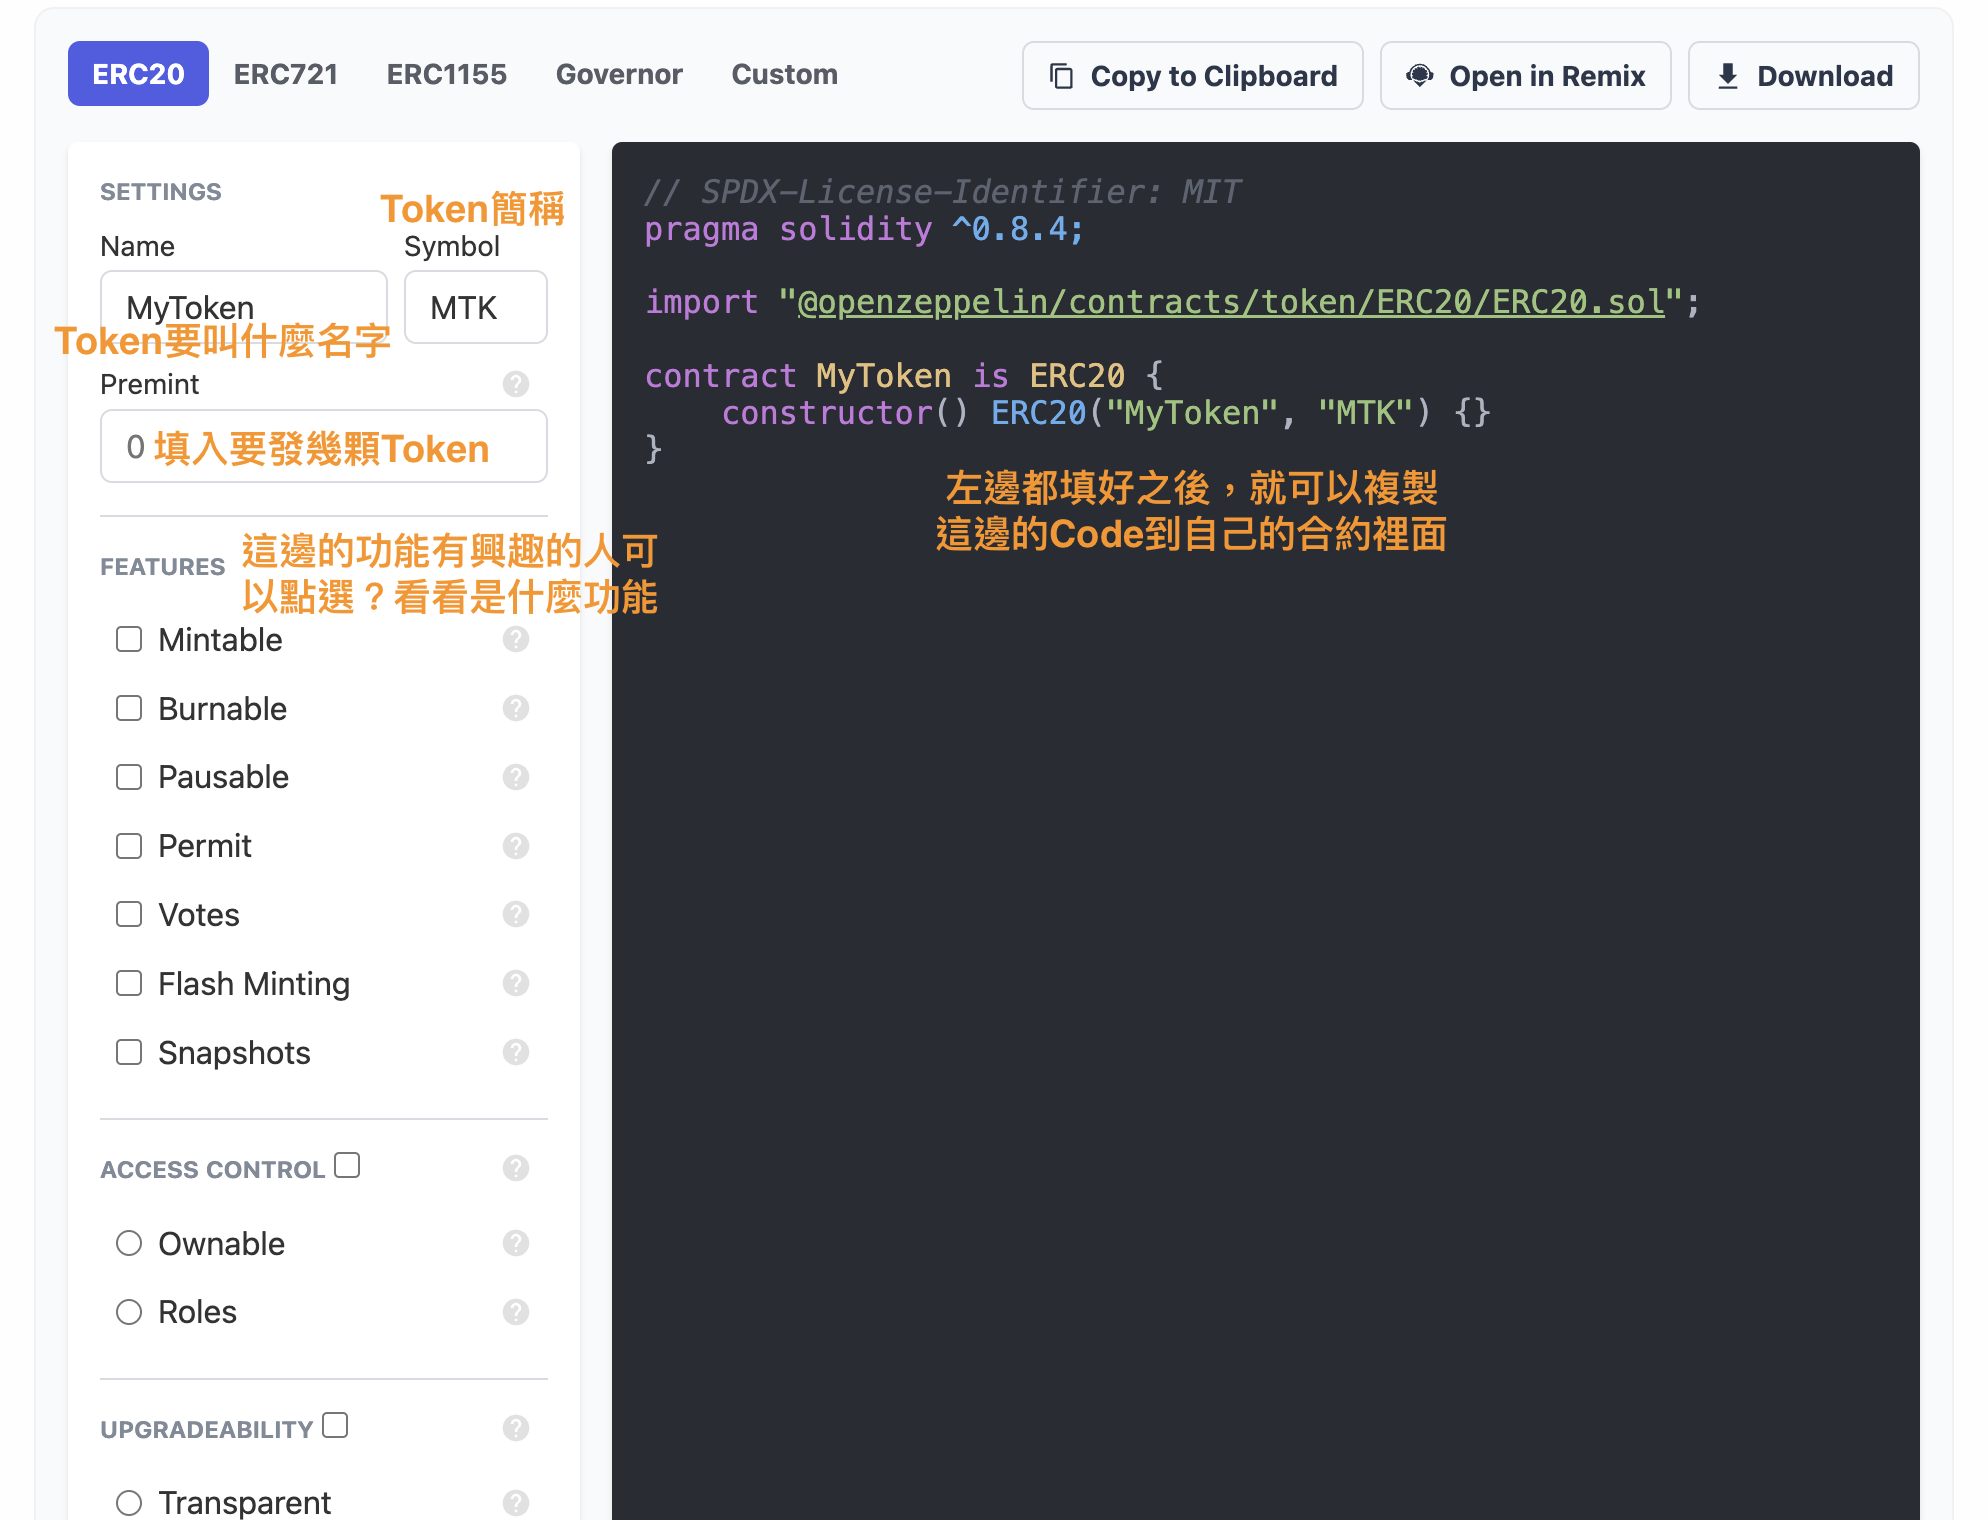 ERC20 ERC721 ERC1155 Governor Custom Copy to Clipboard Open in Remix Download
SETTINGS
Token簡稱
Name Symbol
MyToken MTK
Token要叫什麼名字
Premint ?
0 填入要發幾顆Token
FEATURES
這邊的功能有興趣的人可
以點選？看看是什麼功能
Mintable ?
Burnable ?
Pausable ?
Permit ?
Votes ?
Flash Minting ?
Snapshots ?
ACCESS CONTROL ?
Ownable ?
Roles ?
UPGRADEABILITY ?
Transparent ?
// SPDX-License-Identifier: MIT
pragma solidity ^0.8.4;
import "@openzeppelin/contracts/token/ERC20/ERC20.sol";
contract MyToken is ERC20 {
constructor() ERC20("MyToken", "MTK") {}
}
左邊都填好之後，就可以複製
這邊的Code到自己的合約裡面